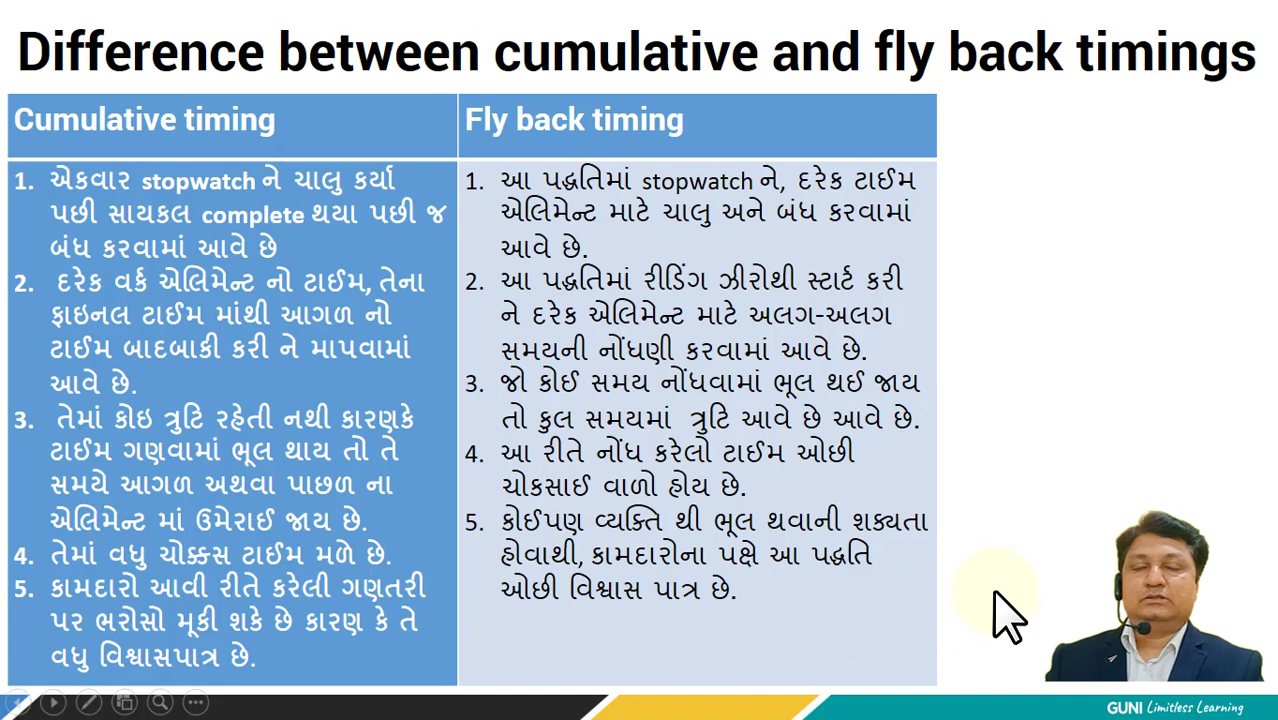 Difference between cumulative and fly back timings
Cumulative timing
1. એકવાર stopwatch ને ચાલુ કર્યા
પછી સાયકલ complete થયા પછી જ
બંધ કરવામાં આવે છે
2. દરેક વર્ક એલિમેન્ટ નો ટાઈમ, તેના
ફાઇનલ ટાઈમ માંથી આગળ નો
ટાઈમ બાદબાકી કરી ને માપવામાં
આવે છે.
3. તેમાં કોઇ ત્રુટિ રહેતી નથી કારણકે
ટાઈમ ગણવામાં ભૂલ થાય તો તે
સમયે આગળ અથવા પાછળ ના
એલિમેન્ટ માં ઉમેરાઈ જાય છે.
4. તેમાં વધુ ચોક્ક્સ ટાઈમ મળે છે.
5. કામદારો આવી રીતે કરેલી ગણતરી
પર ભરોસો મૂકી શકે છે કારણ કે તે
વધુ વિશ્વાસપાત્ર છે.
Fly back timing
1. આ પદ્ધતિમાં stopwatch ને, દરેક ટાઈમ
એલિમેન્ટ માટે ચાલુ અને બંધ કરવામાં
આવે છે.
2. આ પદ્ધતિમાં રીડિંગ ઝીરોથી સ્ટાર્ટ કરી
ને દરેક એલિમેન્ટ માટે અલગ-અલગ
સમયની નોંધણી કરવામાં આવે છે.
3. જો કોઈ સમય નોંધવામાં ભૂલ થઈ જાય
તો કુલ સમયમાં ત્રુટિ આવે છે આવે છે.
4. આ રીતે નોંધ કરેલો ટાઈમ ઓછી
ચોકસાઈ વાળો હોય છે.
5. કોઈપણ વ્યક્તિ થી ભૂલ થવાની શક્યતા
હોવાથી, કામદારોના પક્ષે આ પદ્ધતિ
ઓછી વિશ્વાસ પાત્ર છે.
GUNI Limitless Learning